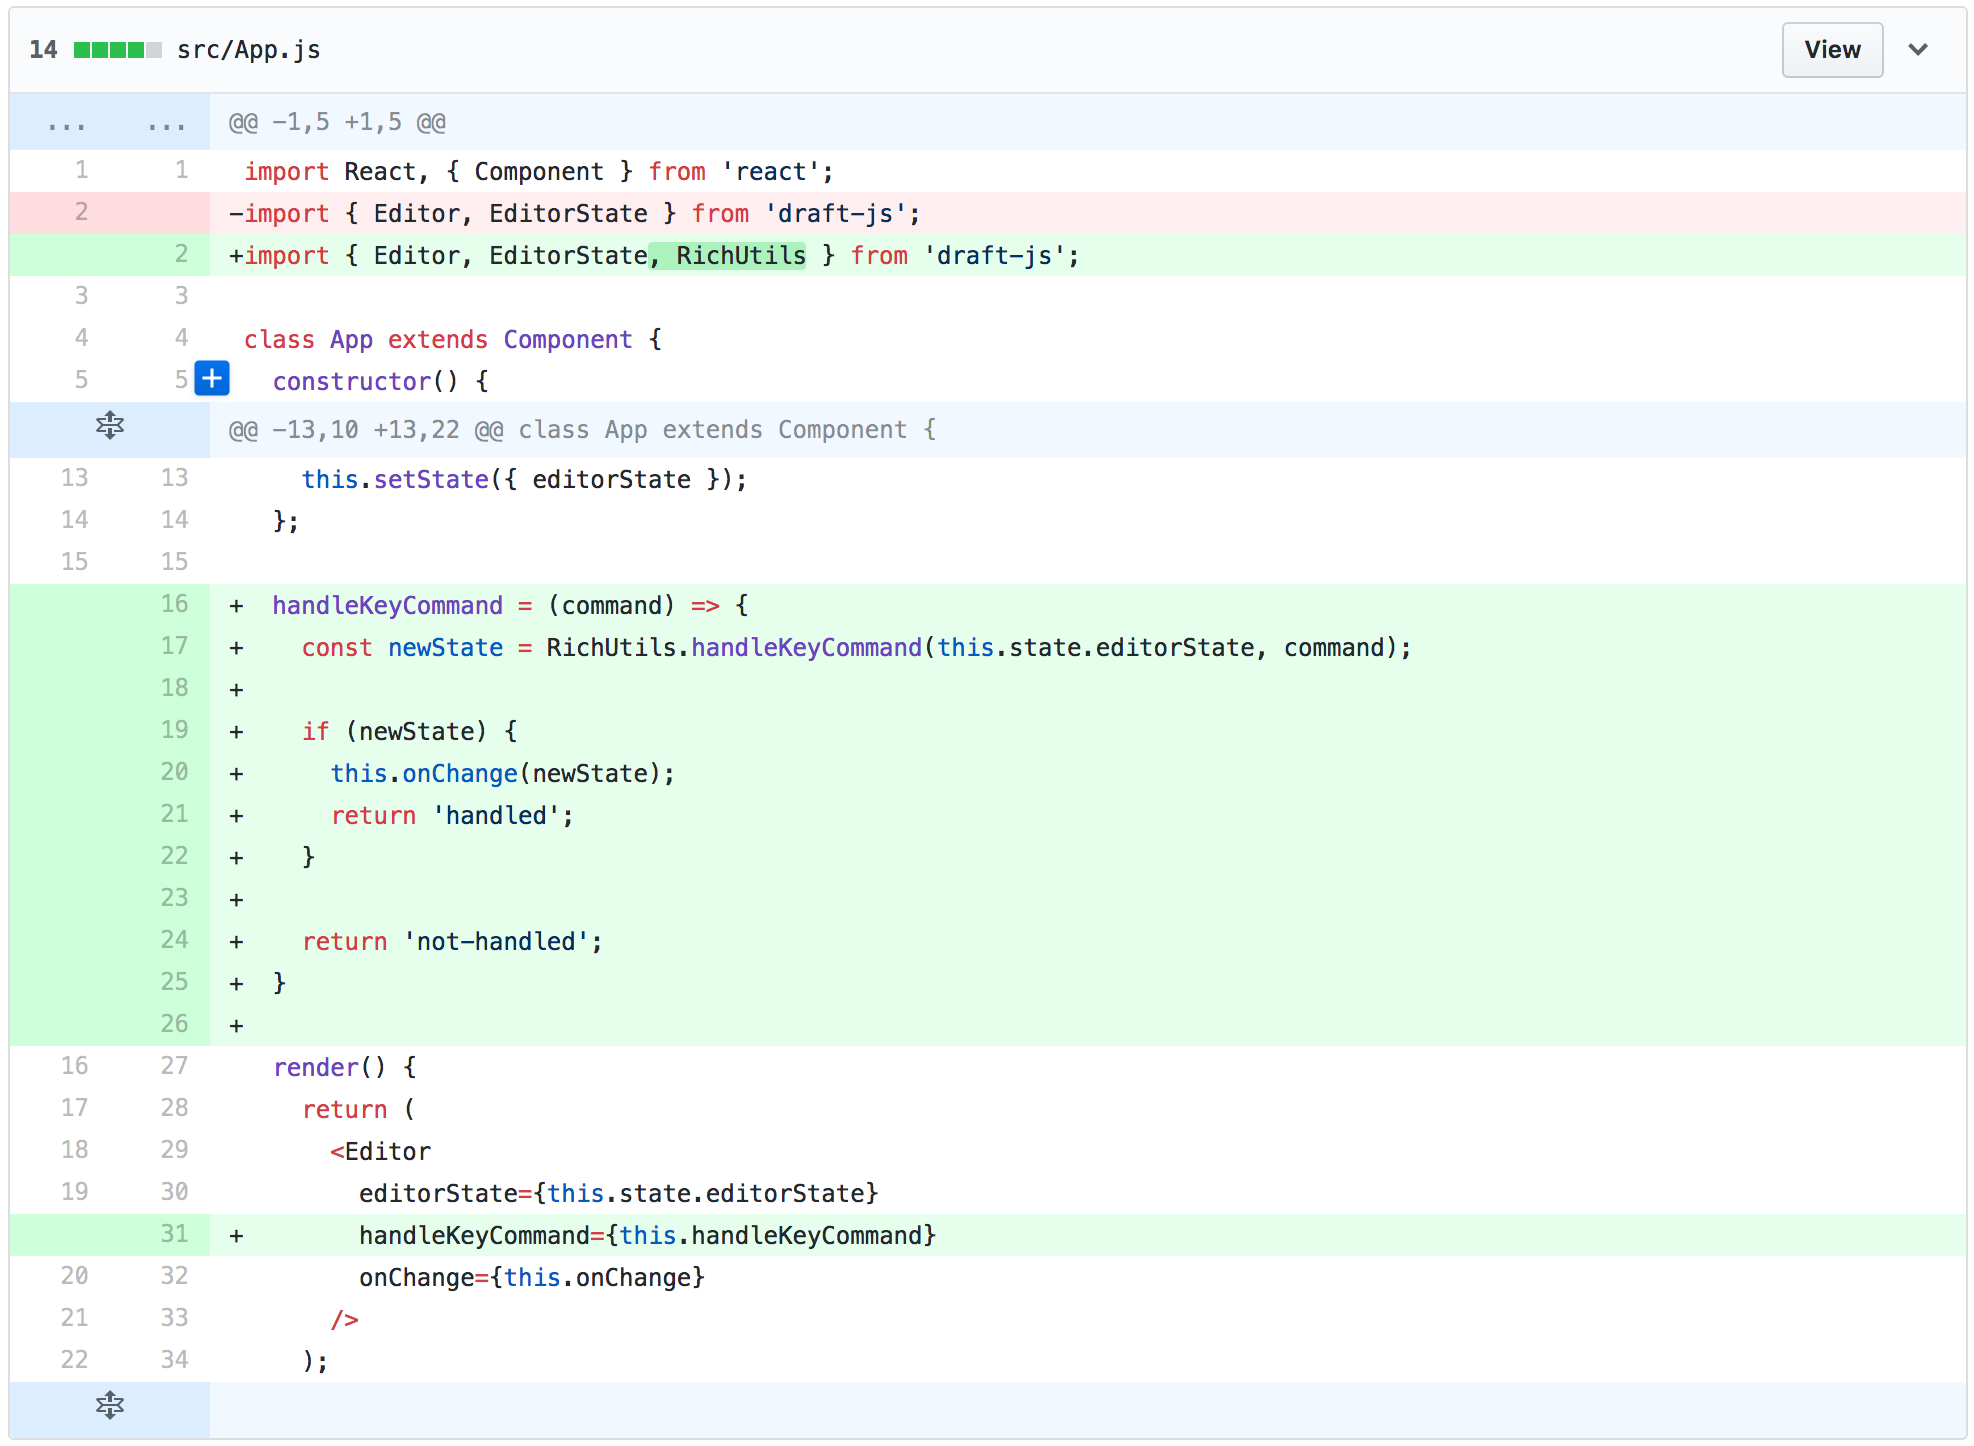 14 src/App.js View
... ... @@ -1,5 +1,5 @@
1 1 import React, { Component } from 'react';
2 -import { Editor, EditorState } from 'draft-js';
2 +import { Editor, EditorState, RichUtils } from 'draft-js';
3 3
4 4 class App extends Component {
5 5 + constructor() {
@@ -13,10 +13,22 @@ class App extends Component {
13 13 this.setState({ editorState });
14 14 };
15 15
16 + handleKeyCommand = (command) => {
17 + const newState = RichUtils.handleKeyCommand(this.state.editorState, command);
18 +
19 + if (newState) {
20 + this.onChange(newState);
21 + return 'handled';
22 + }
23 +
24 + return 'not-handled';
25 + }
26 +
16 27 render() {
17 28 return (
18 29 <Editor
19 30 editorState={this.state.editorState}
31 + handleKeyCommand={this.handleKeyCommand}
20 32 onChange={this.onChange}
21 33 />
22 34 );